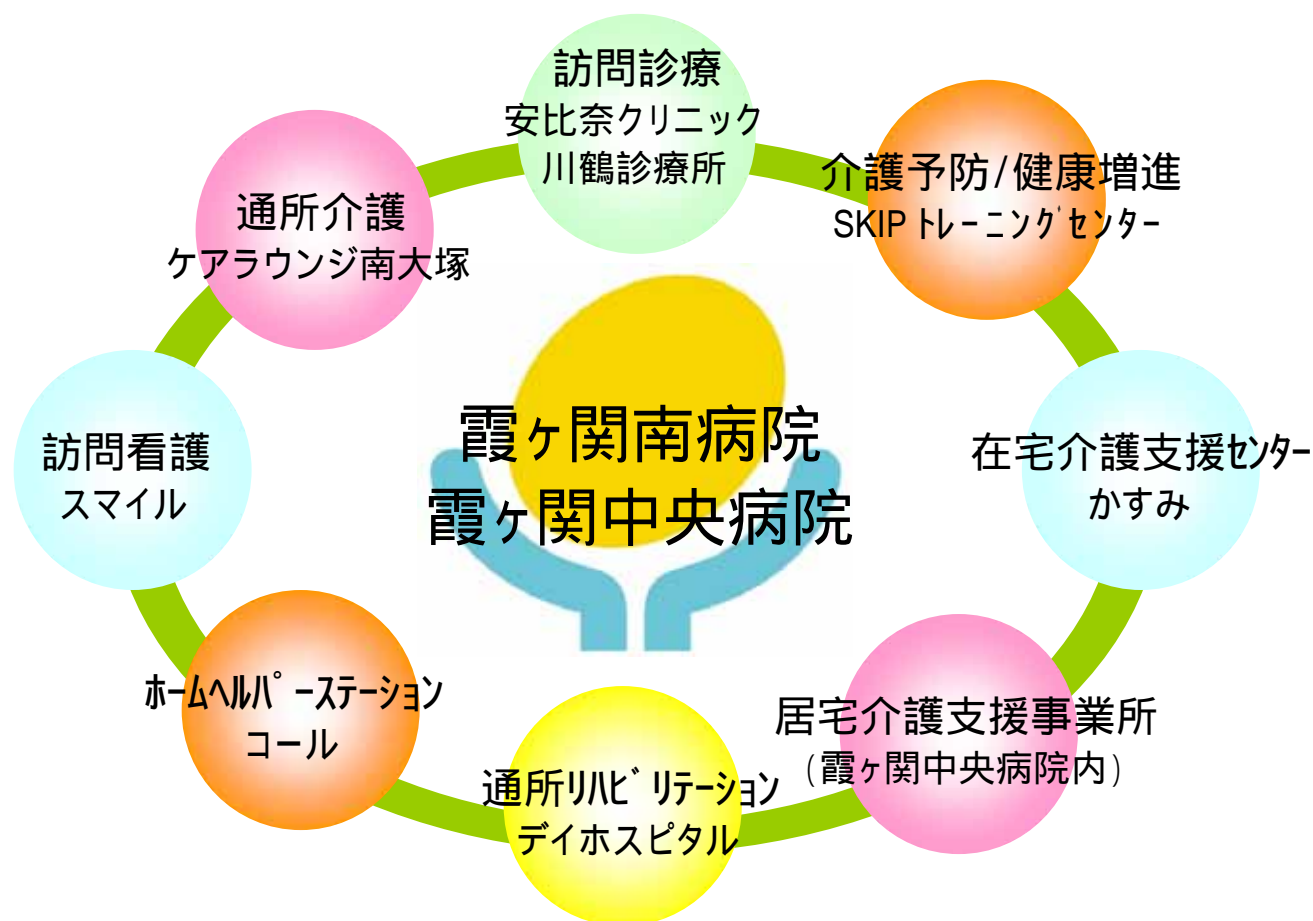 訪問診療
安比奈クリニック
川鶴診療所
介護予防/健康増進
SKIP トレーニングセンター
通所介護
ケアラウンジ南大塚
霞ヶ関南病院
霞ヶ関中央病院
訪問看護
スマイル
在宅介護支援センター
かすみ
ホームヘルパーステーション
コール
居宅介護支援事業所
(霞ヶ関中央病院内)
通所リハビリテーション
デイホスピタル